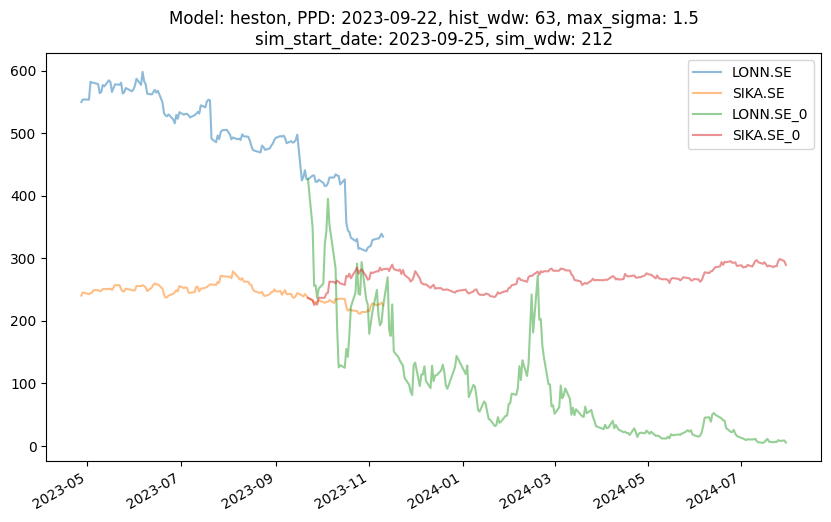 Model: heston, PPD: 2023-09-22, hist_wdw: 63, max_sigma: 1.5
sim_start_date: 2023-09-25, sim_wdw: 212
LONN.SE
SIKA.SE
LONN.SE_0
SIKA.SE_0
600
500
400
300
200
100
0
2023-05
2023-07
2023-09
2023-11
2024-01
2024-03
2024-05
2024-07